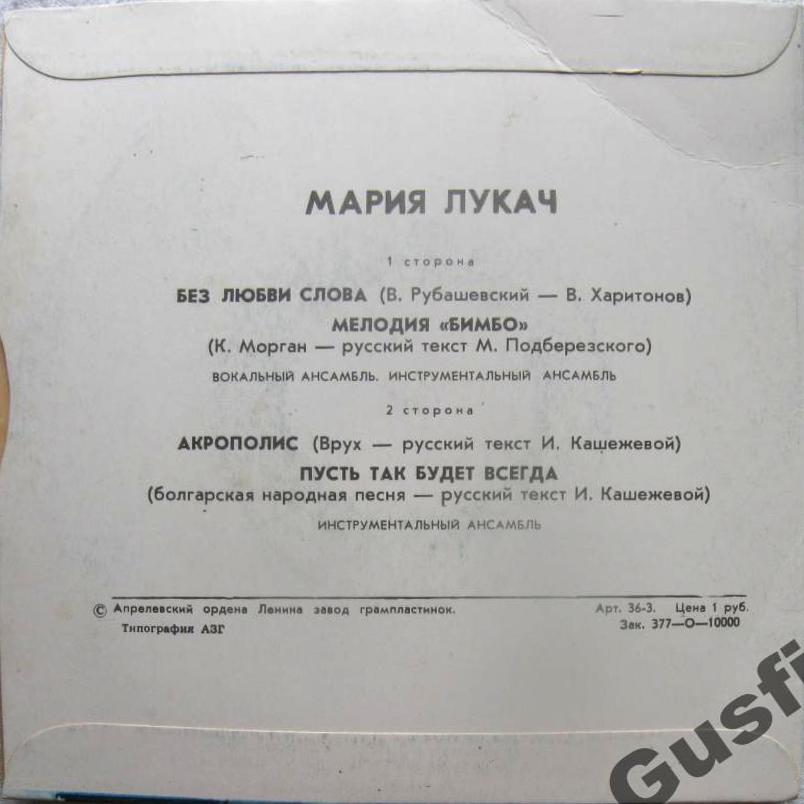 МАРИЯ ЛУКАЧ
1 сторона
БЕЗ ЛЮБВИ СЛОВА (В. Рубашевский — В. Харитонов)
МЕЛОДИЯ «БИМБО»
(К. Морган — русский текст М. Подберезского)
ВОКАЛЬНЫЙ АНСАМБЛЬ. ИНСТРУМЕНТАЛЬНЫЙ АНСАМБЛЬ
2 сторона
АКРОПОЛИС (Врух — русский текст И. Кашежевой)
ПУСТЬ ТАК БУДЕТ ВСЕГДА
(болгарская народная песня — русский текст И. Кашежевой)
ИНСТРУМЕНТАЛЬНЫЙ АНСАМБЛЬ
© Апрелевский ордена Ленина завод грампластинок. Арт. 36-3. Цена 1 руб.
Типография АЗГ Зак. 377—О—10000
Gusfi